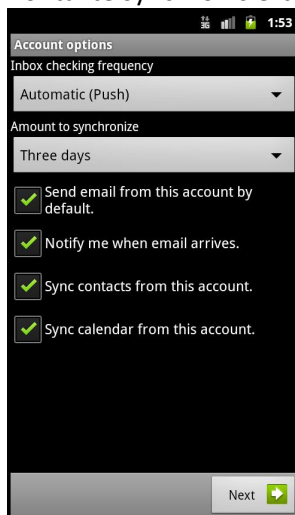 3G 1:53
Account options
Inbox checking frequency
Automatic (Push)
Amount to synchronize
Three days
Send email from this account by
default.
Notify me when email arrives.
Sync contacts from this account.
Sync calendar from this account.
Next